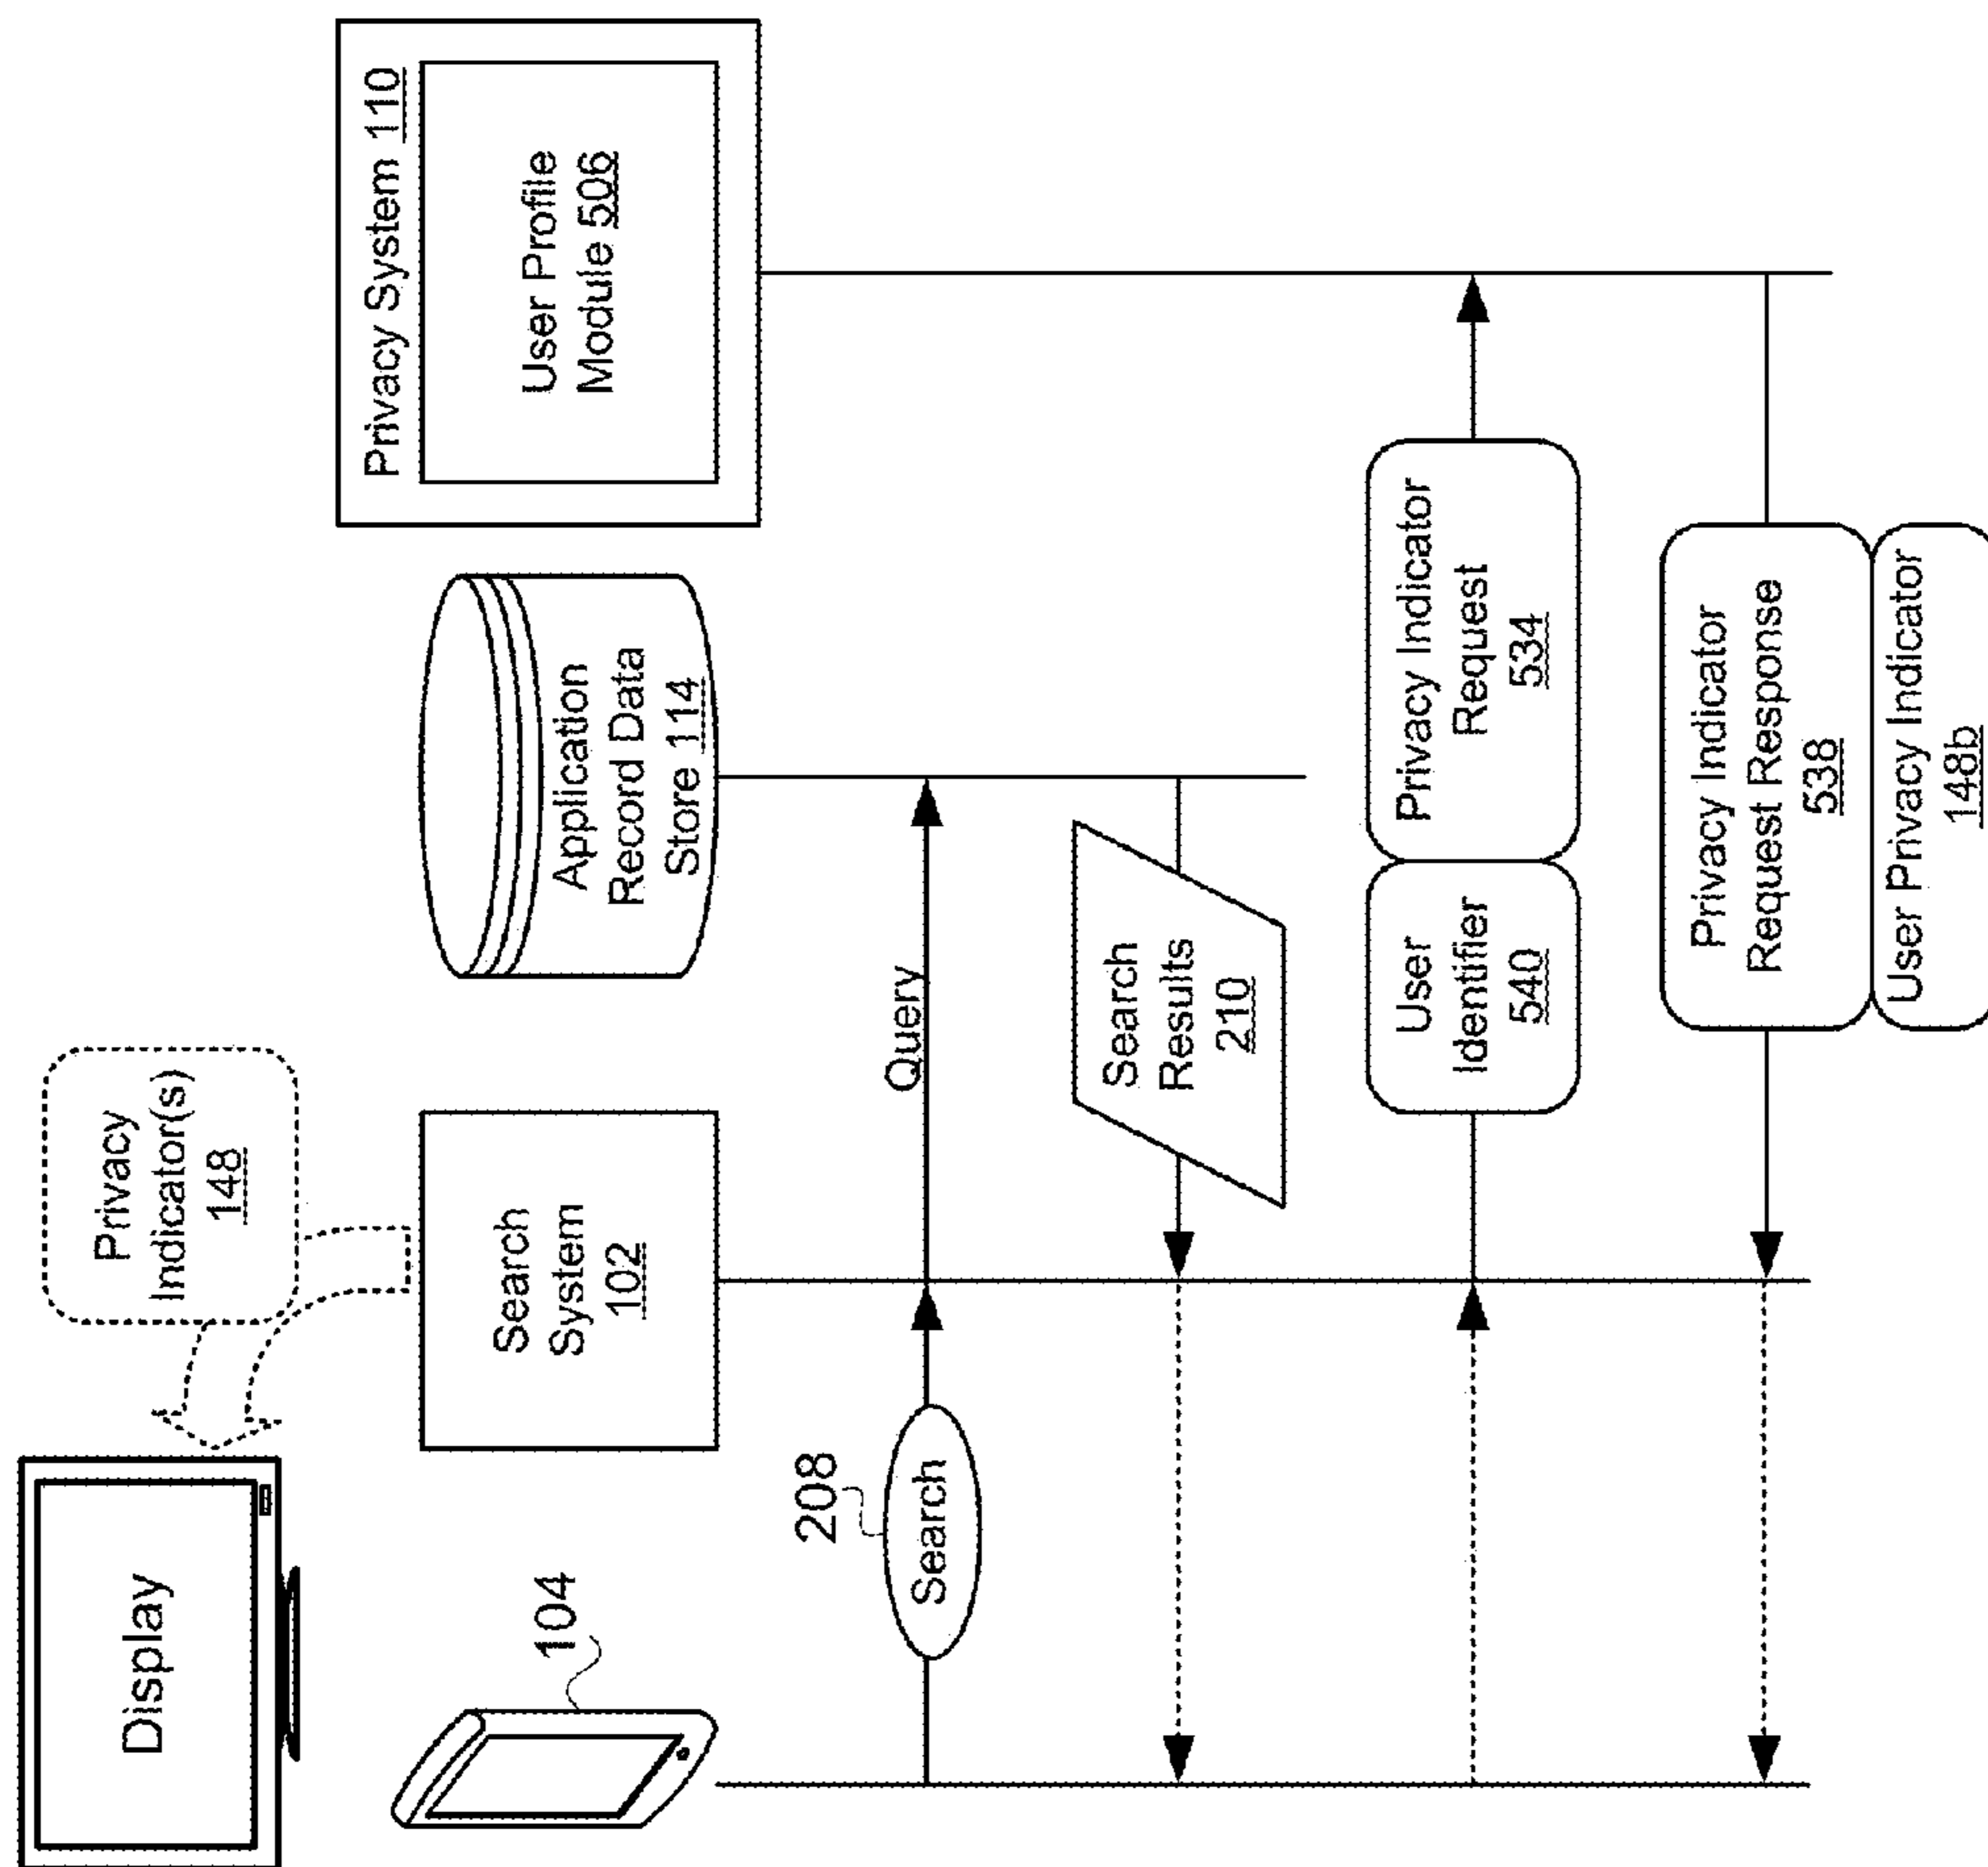 Display
Privacy
Indicator(s)
148
104
Search
System
102
Application
Record Data
Store 114
Privacy System 110
User Profile
Module 506
208
Search
Query
Search
Results
210
User
Identifier
540
Privacy Indicator
Request
534
Privacy Indicator
Request Response
538
User Privacy Indicator
148b